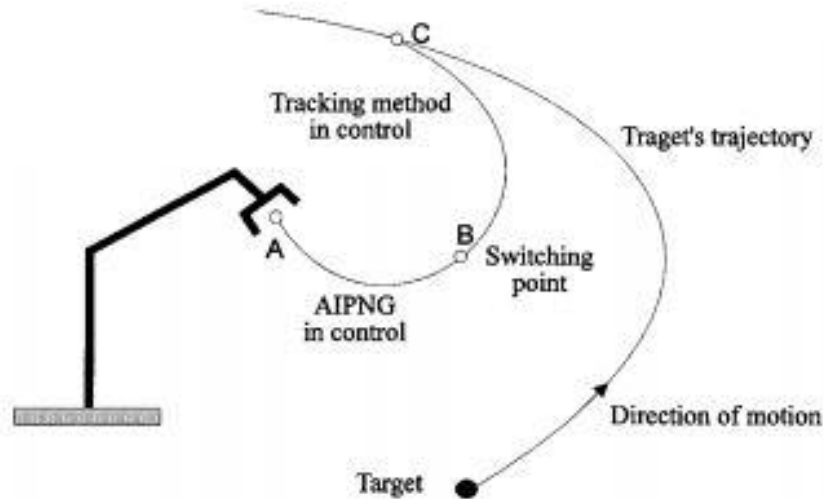 C
Tracking method
in control
Traget's trajectory
A
B
Switching
point
AIPNG
in control
Direction of motion
Target